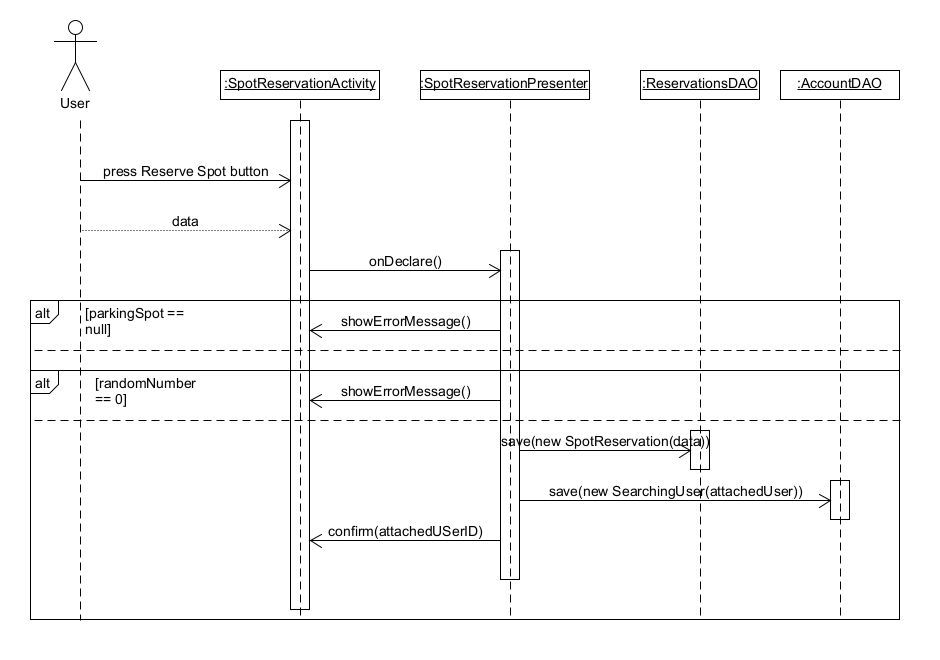 User
:SpotReservationActivity
:SpotReservationPresenter
:ReservationsDAO
:AccountDAO
press Reserve Spot button
data
onDeclare()
alt
[parkingSpot ==
null]
showErrorMessage()
alt
[randomNumber
== 0]
showErrorMessage()
save(new SpotReservation(data))
save(new SearchingUser(attachedUser))
confirm(attachedUSerID)